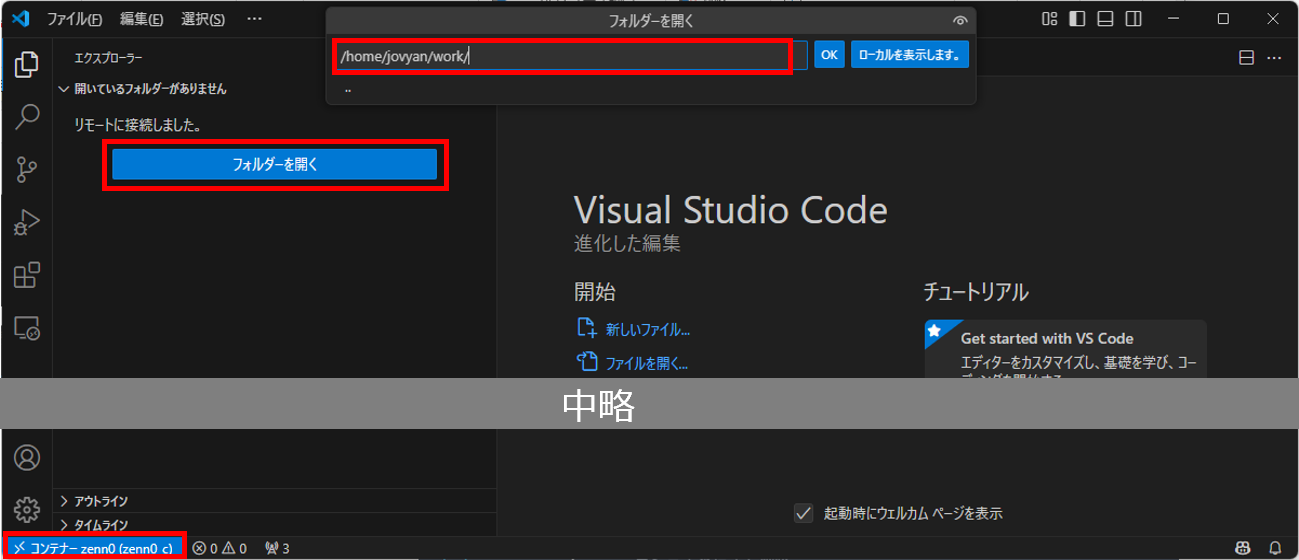 ファイル(F) 編集(E) 選択(S) …
フォルダーを開く
/home/jovyan/work/
OK
ローカルを表示します。
..
エクスプローラー
開いているフォルダーがありません
リモートに接続しました。
フォルダーを開く
Visual Studio Code
進化した編集
開始
新しいファイル...
ファイルを開く...
チュートリアル
Get started with VS Code
エディターをカスタマイズし、基礎を学び、コー
中略
アウトライン
タイムライン
起動時にウェルカム ページを表示
コンテナー zenn0 (zenn0_c) 0 0 3